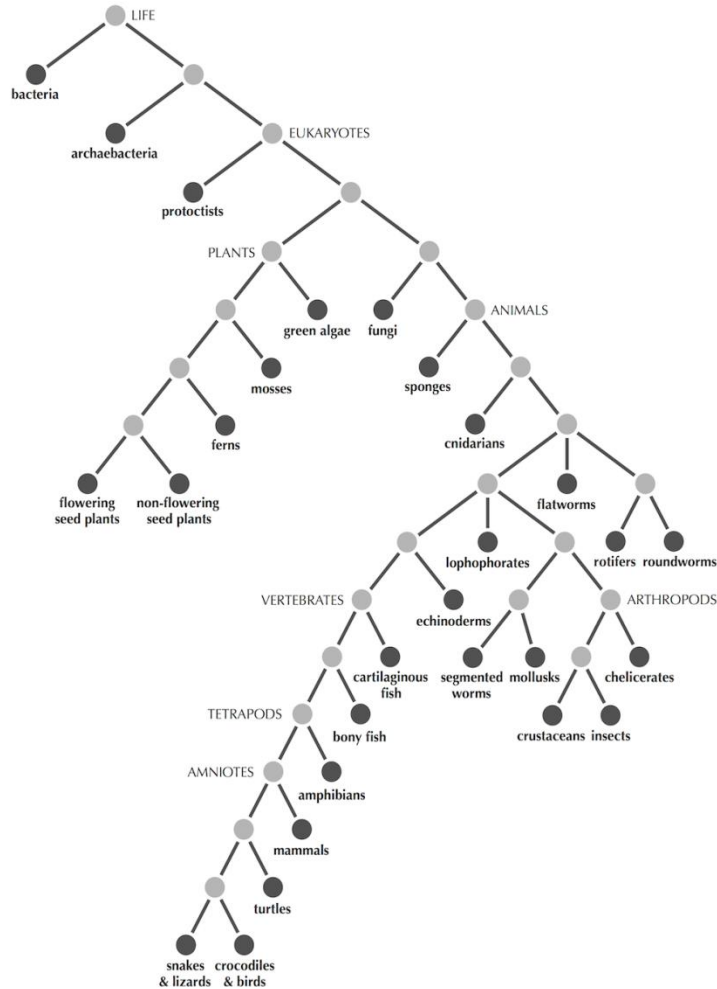 LIFE
bacteria
archaebacteria
EUKARYOTES
protoctists
PLANTS
green algae
fungi
ANIMALS
mosses
sponges
ferns
cnidarians
flowering
seed plants
non-flowering
seed plants
flatworms
lophophorates
rotifers
roundworms
VERTEBRATES
echinoderms
ARTHROPODS
cartilaginous
fish
segmented
worms
mollusks
chelicerates
TETRAPODS
bony fish
crustaceans
insects
AMNIOTES
amphibians
mammals
turtles
snakes
& lizards
crocodiles
& birds